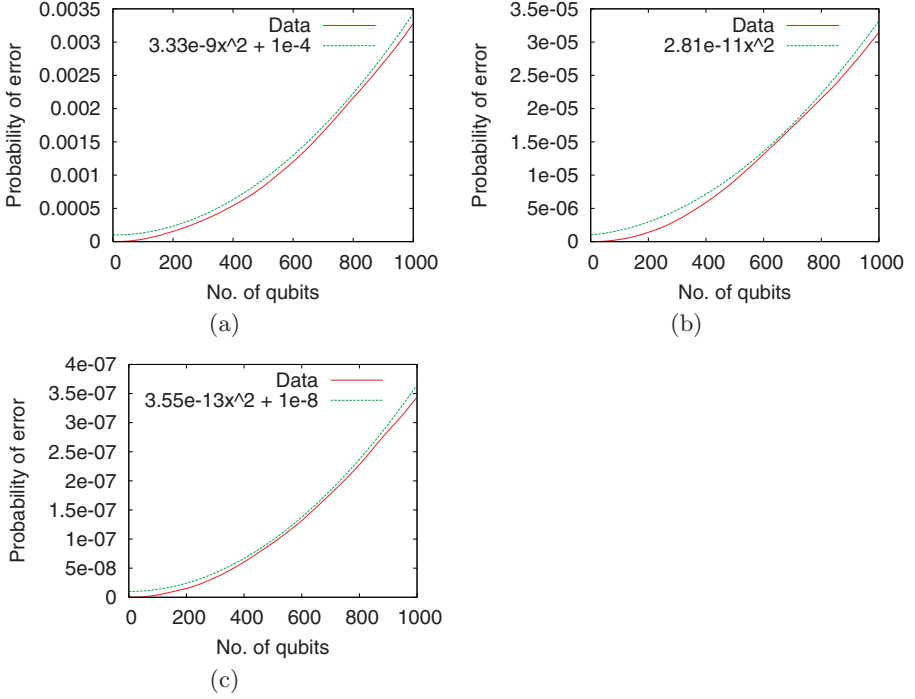 0.0035
0.003
0.0025
0.002
0.0015
0.001
0.0005
0
Probability of error
Data
3.33e-9x^2 + 1e-4
0 200 400 600 800 1000
No. of qubits
(a)
3.5e-05
3e-05
2.5e-05
2e-05
1.5e-05
1e-05
5e-06
0
Probability of error
Data
2.81e-11x^2
0 200 400 600 800 1000
No. of qubits
(b)
4e-07
3.5e-07
3e-07
2.5e-07
2e-07
1.5e-07
1e-07
5e-08
0
Probability of error
Data
3.55e-13x^2 + 1e-8
0 200 400 600 800 1000
No. of qubits
(c)